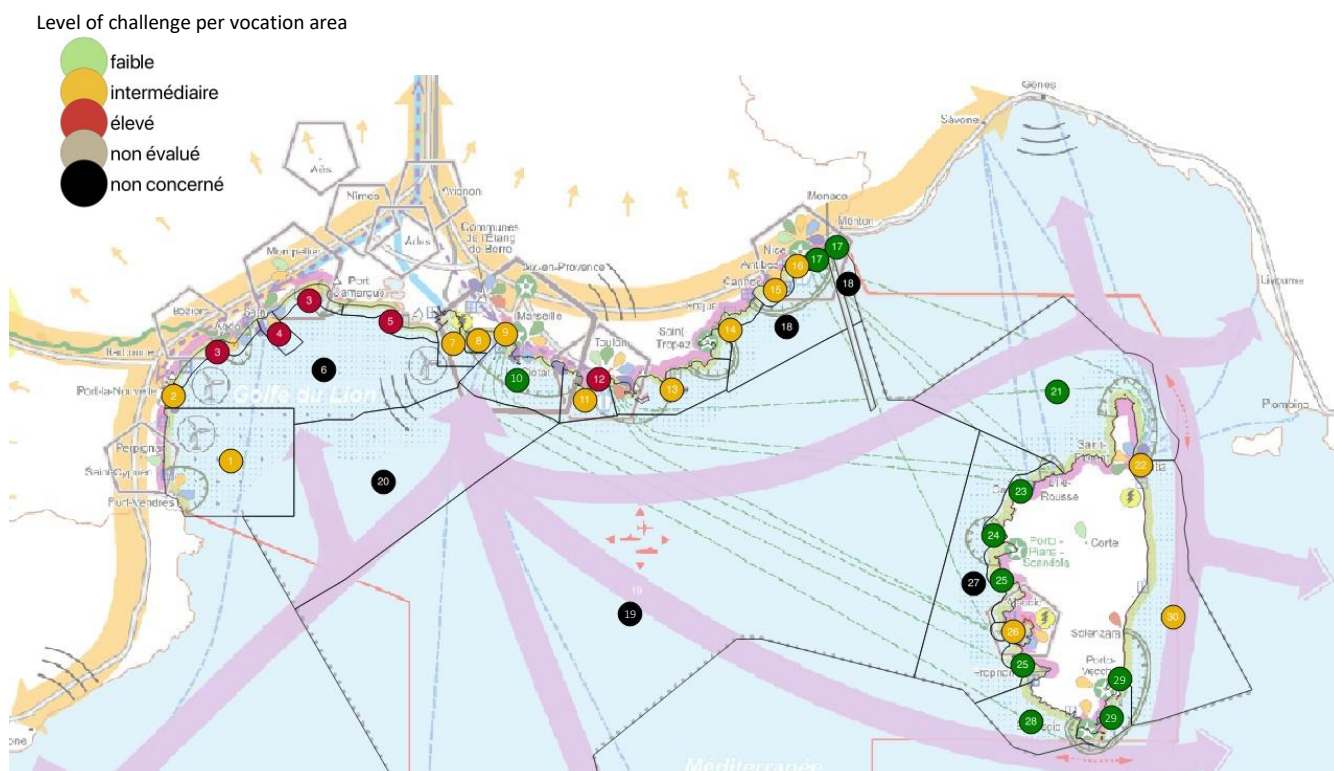 Level of challenge per vocation area
faible
intermédiaire
élevé
non évalué
non concerné
Gênes
Savone
Nîmes
Avignon
Monaco
Menton
Communes
de l'Étang
de Berre
Montpellier
Nice
Aix-en-Provence
Antibes
17
16
17
Port
Camargue
18
Livourne
15
3
Béziers
5
Marseille
Saint-
Tropez
18
14
4
9
Narbonne
3
7
8
Toulon
6
10
12
Port-la-Nouvelle
2
Golfe du Lion
11
13
21
Piombino
Perpignan
1
Saint-Cyprien
22
Port-Vendres
20
23
L'Île-
Rousse
24
Porto -
Piana -
Scandola
Corte
27
25
19
19
30
26
Solenzara
25
Porto-
Vecchio
29
28
29
Méditerranée